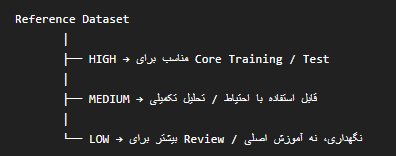 Reference Dataset
│
├── HIGH → مناسب برای Core Training / Test
│
├── MEDIUM → قابل استفاده با احتیاط / تحلیل تکمیلی
│
└── LOW → بیشتر برای Review / نگهداری، نه آموزش اصلی